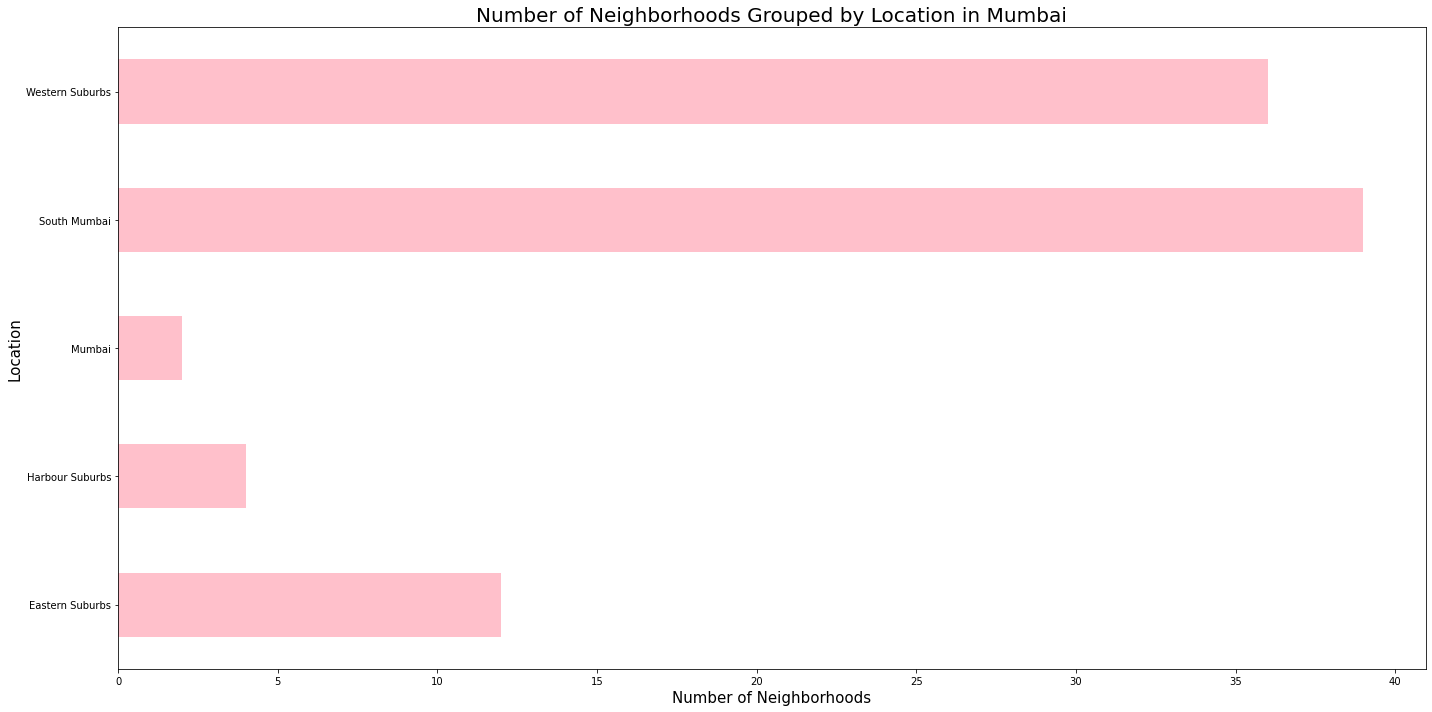 Number of Neighborhoods Grouped by Location in Mumbai
Western Suburbs
South Mumbai
Mumbai
Harbour Suburbs
Eastern Suburbs
Location
0 5 10 15 20 25 30 35 40
Number of Neighborhoods